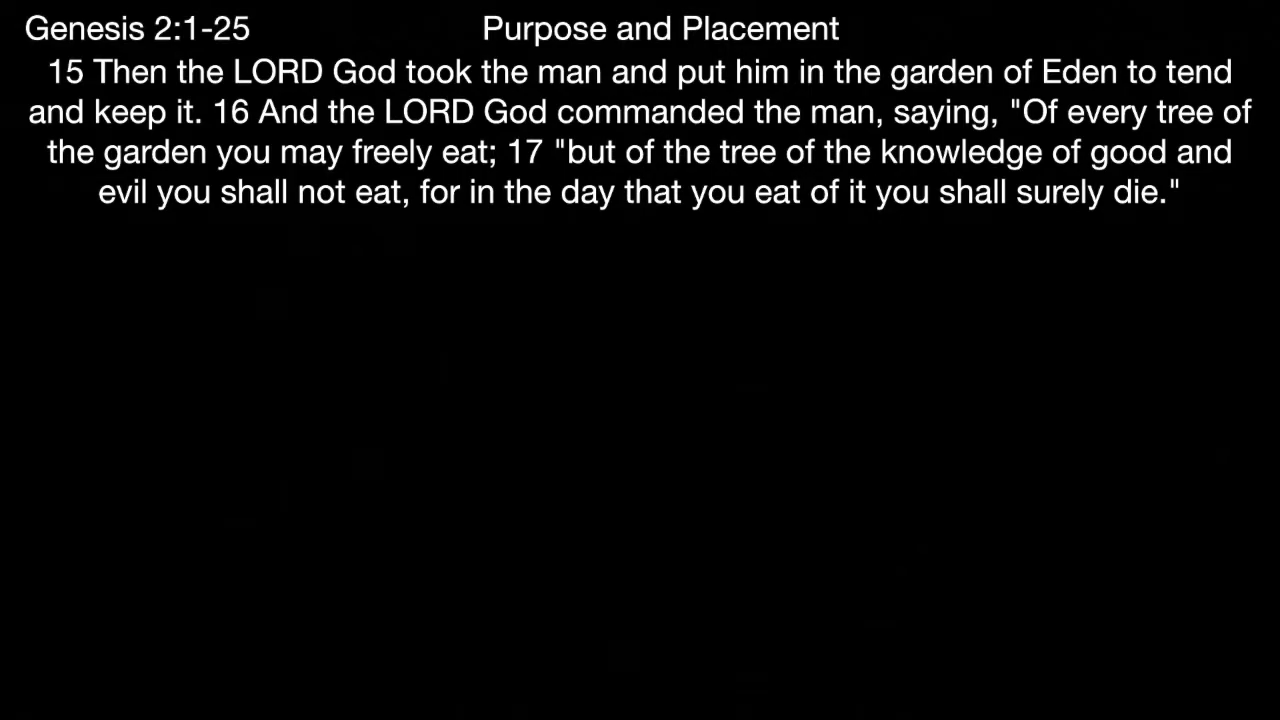 Genesis 2:1-25 Purpose and Placement
15 Then the LORD God took the man and put him in the garden of Eden to tend
and keep it. 16 And the LORD God commanded the man, saying, "Of every tree of
the garden you may freely eat; 17 "but of the tree of the knowledge of good and
evil you shall not eat, for in the day that you eat of it you shall surely die."